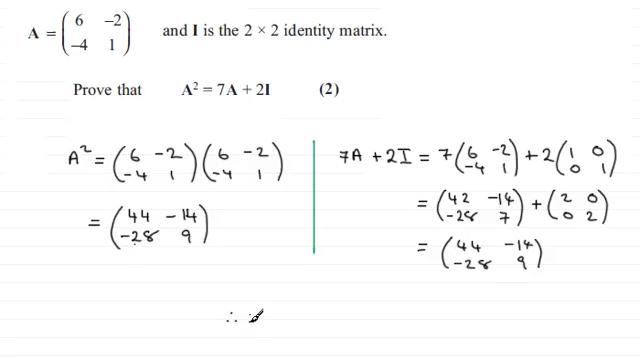 A = ( 6 –2
–4 1 ) and I is the 2 × 2 identity matrix.
Prove that A² = 7A + 2I (2)
A² = ( 6 -2
-4 1 ) ( 6 -2
-4 1 )
= ( 44 -14
-28 9 )
7A + 2I = 7 ( 6 -2
-4 1 ) + 2 ( 1 0
0 1 )
= ( 42 -14
-28 7 ) + ( 2 0
0 2 )
= ( 44 -14
-28 9 )
∴